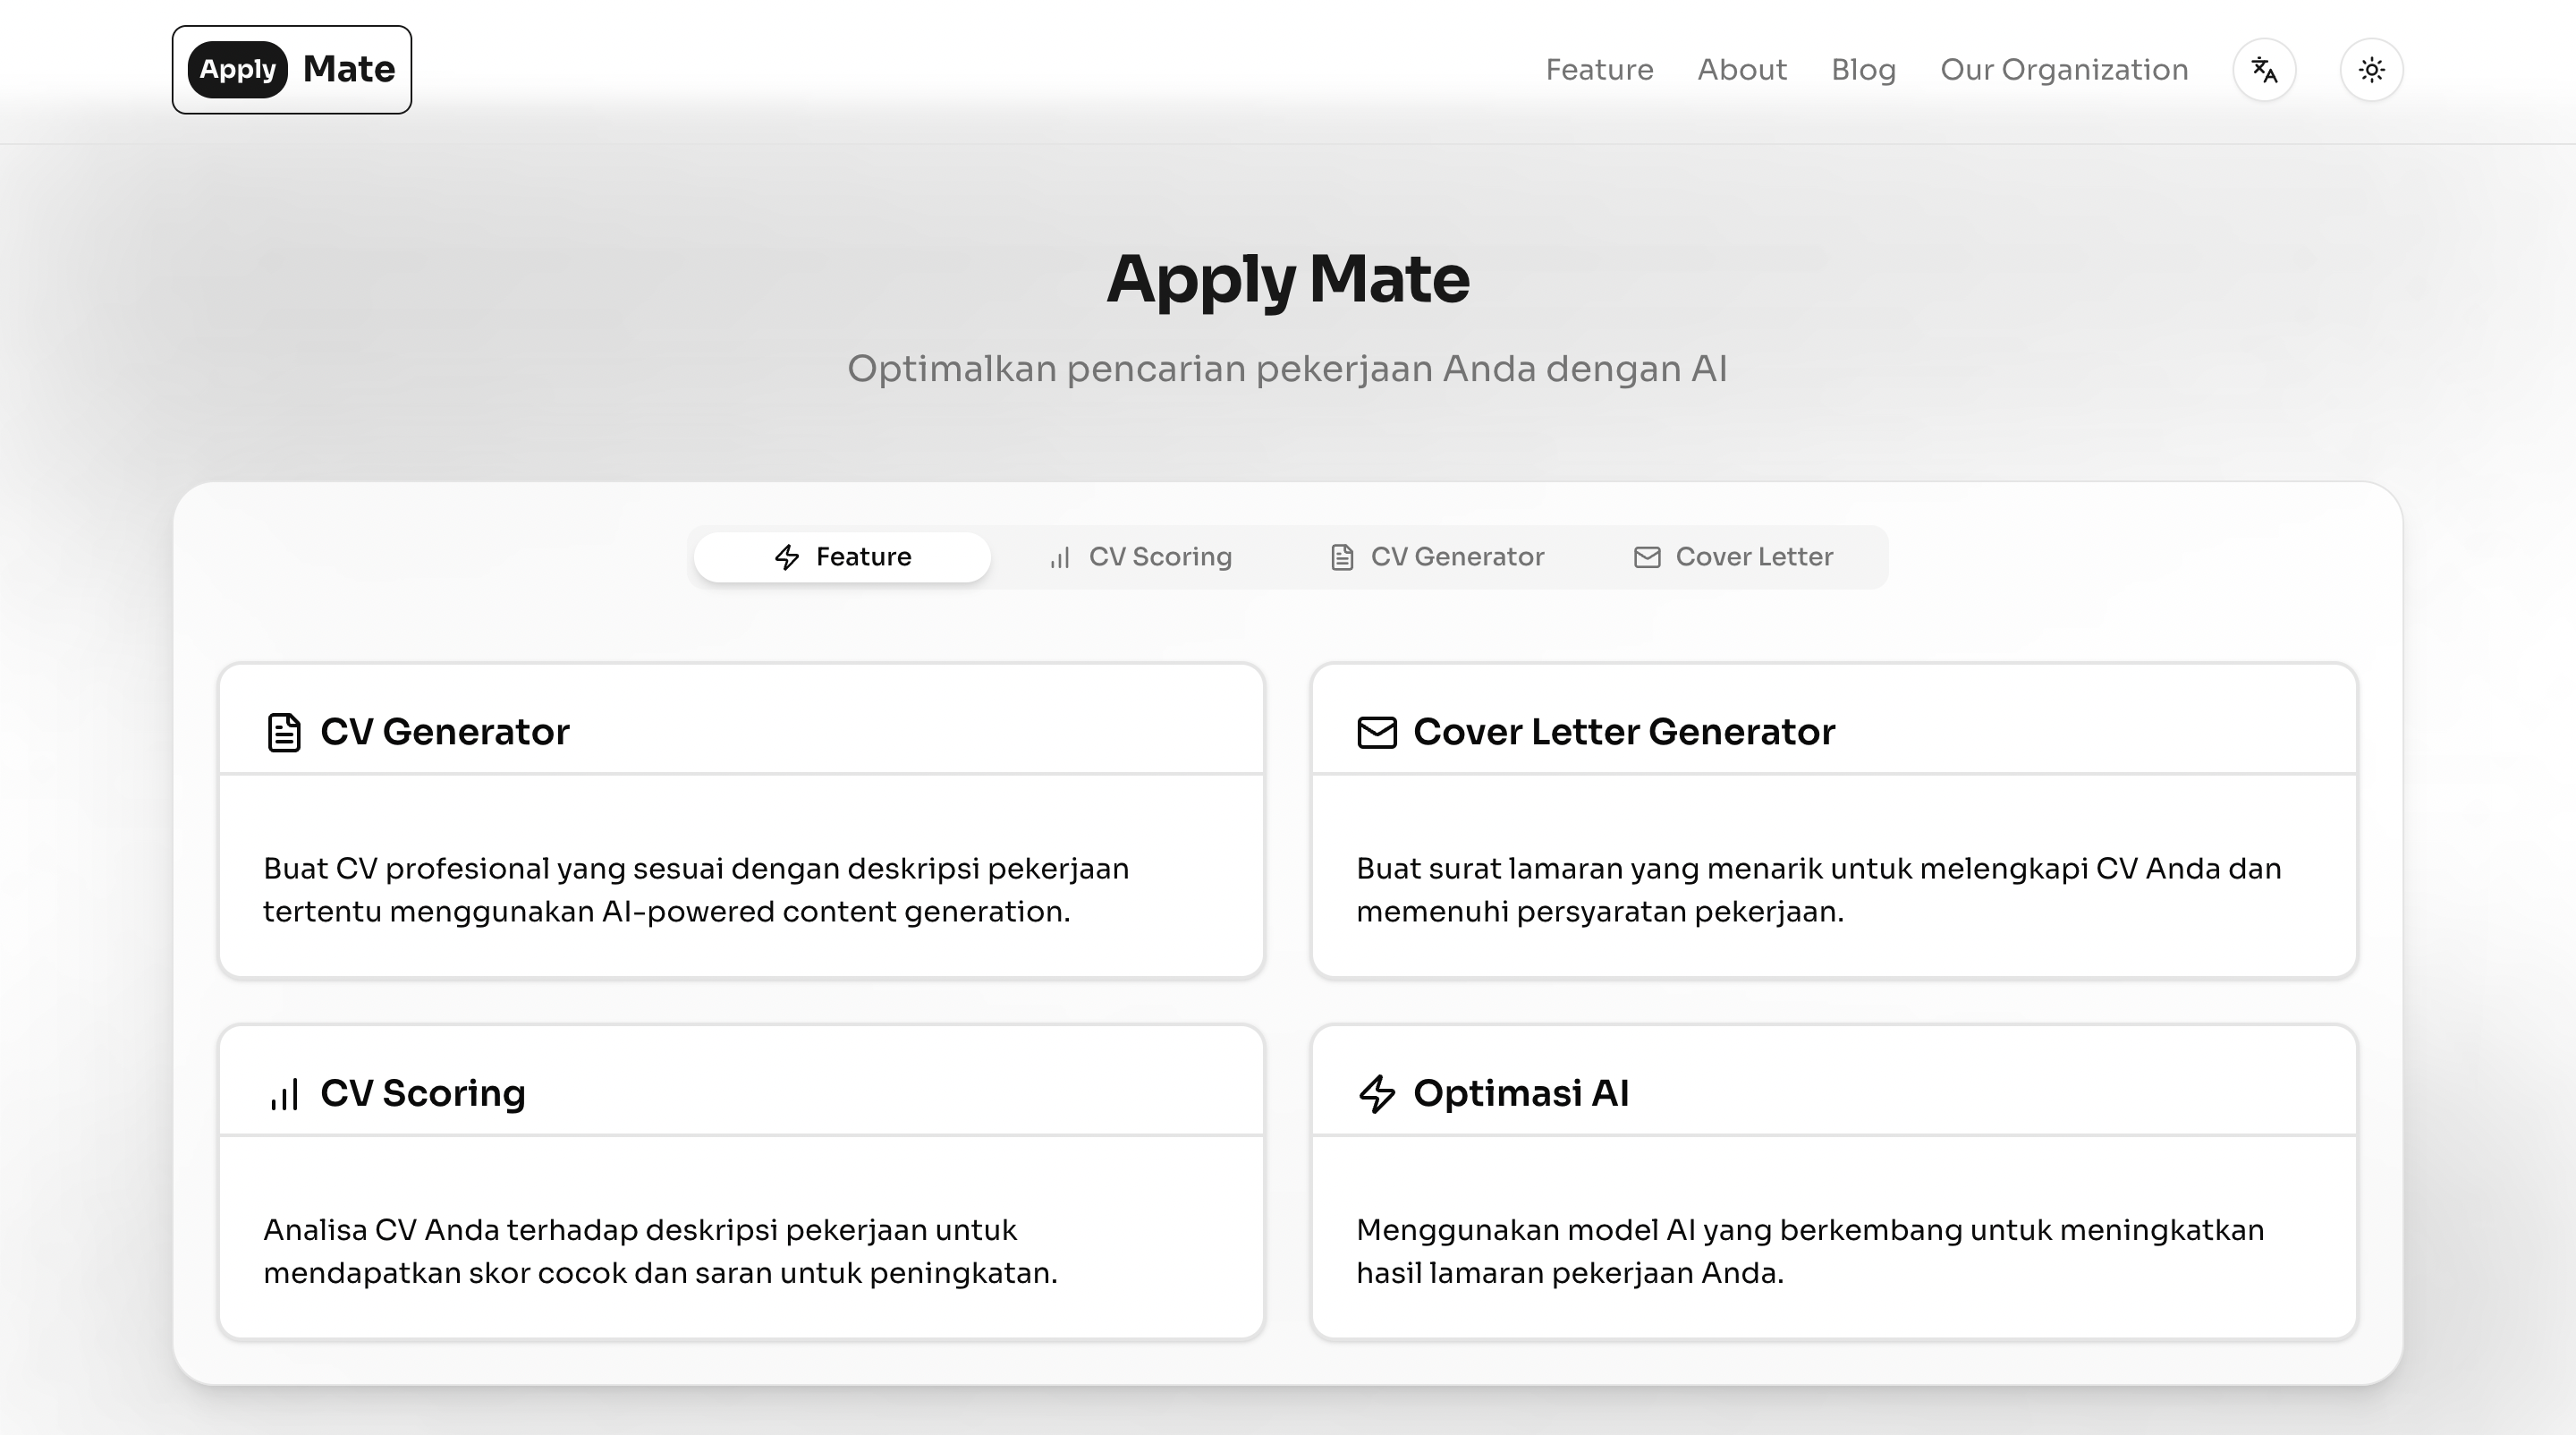 Apply Mate
Feature About Blog Our Organization
Apply Mate
Optimalkan pencarian pekerjaan Anda dengan AI
Feature CV Scoring CV Generator Cover Letter
CV Generator
Buat CV profesional yang sesuai dengan deskripsi pekerjaan
tertentu menggunakan AI-powered content generation.
Cover Letter Generator
Buat surat lamaran yang menarik untuk melengkapi CV Anda dan
memenuhi persyaratan pekerjaan.
CV Scoring
Analisa CV Anda terhadap deskripsi pekerjaan untuk
mendapatkan skor cocok dan saran untuk peningkatan.
Optimasi AI
Menggunakan model AI yang berkembang untuk meningkatkan
hasil lamaran pekerjaan Anda.